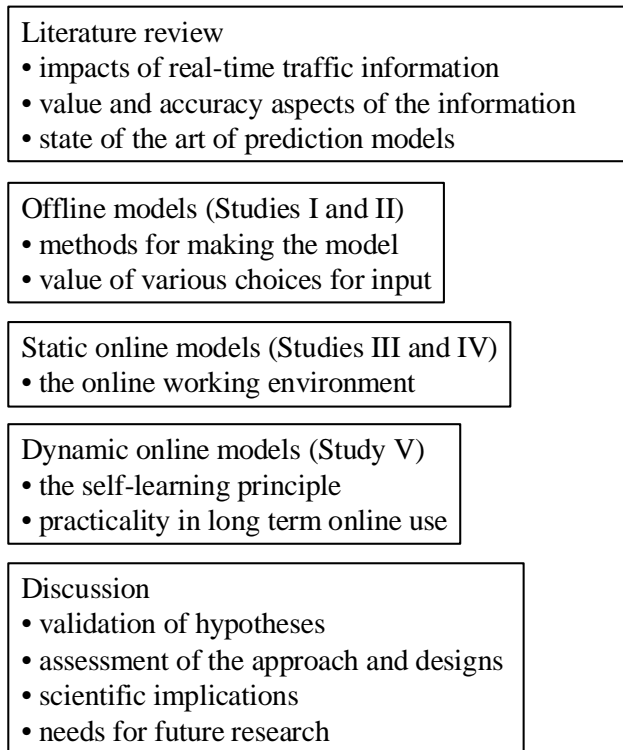 Literature review
• impacts of real-time traffic information
• value and accuracy aspects of the information
• state of the art of prediction models
Offline models (Studies I and II)
• methods for making the model
• value of various choices for input
Static online models (Studies III and IV)
• the online working environment
Dynamic online models (Study V)
• the self-learning principle
• practicality in long term online use
Discussion
• validation of hypotheses
• assessment of the approach and designs
• scientific implications
• needs for future research